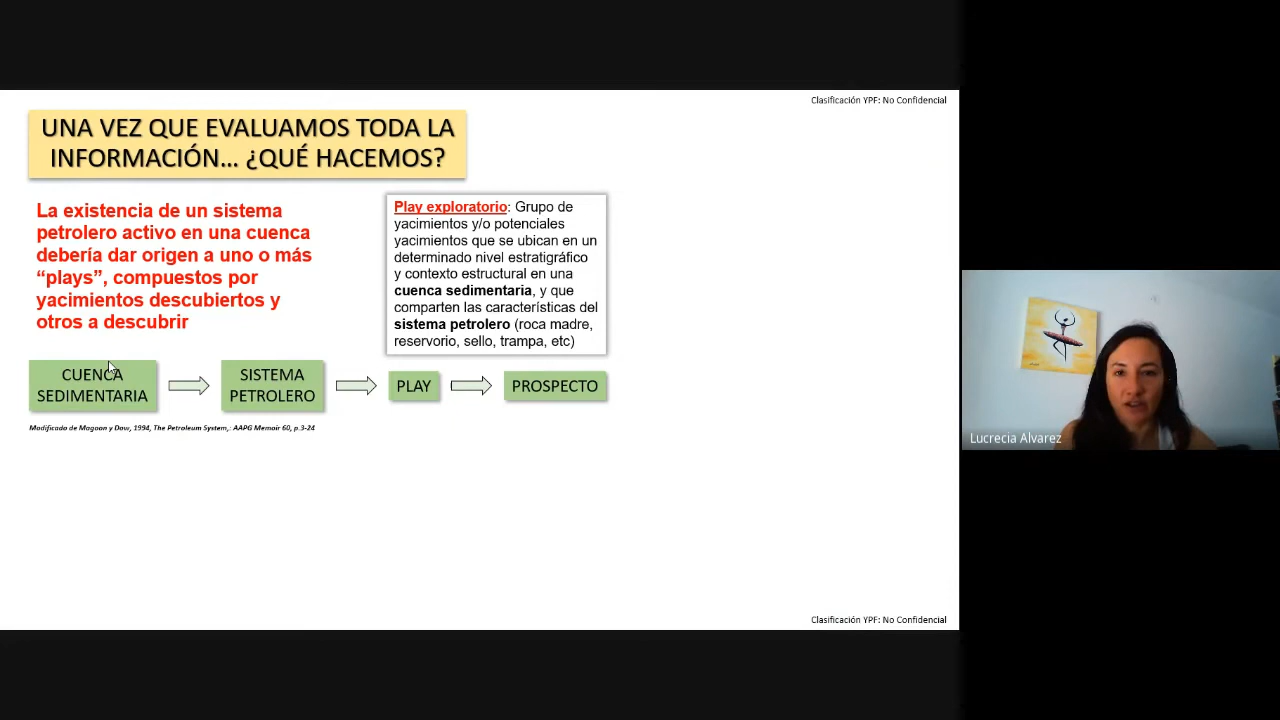 Clasificación YPF: No Confidencial
UNA VEZ QUE EVALUAMOS TODA LA
INFORMACIÓN... ¿QUÉ HACEMOS?
La existencia de un sistema
petrolero activo en una cuenca
debería dar origen a uno o más
“plays”, compuestos por
yacimientos descubiertos y
otros a descubrir
Play exploratorio: Grupo de
yacimientos y/o potenciales
yacimientos que se ubican en un
determinado nivel estratigráfico
y contexto estructural en una
cuenca sedimentaria, y que
comparten las características del
sistema petrolero (roca madre,
reservorio, sello, trampa, etc)
CUENCA
SEDIMENTARIA
SISTEMA
PETROLERO
PLAY
PROSPECTO
Modificado de Magoon y Dow, 1994, The Petroleum System,: AAPG Memoir 60, p.3-24
Lucrecia Alvarez
Clasificación YPF: No Confidencial